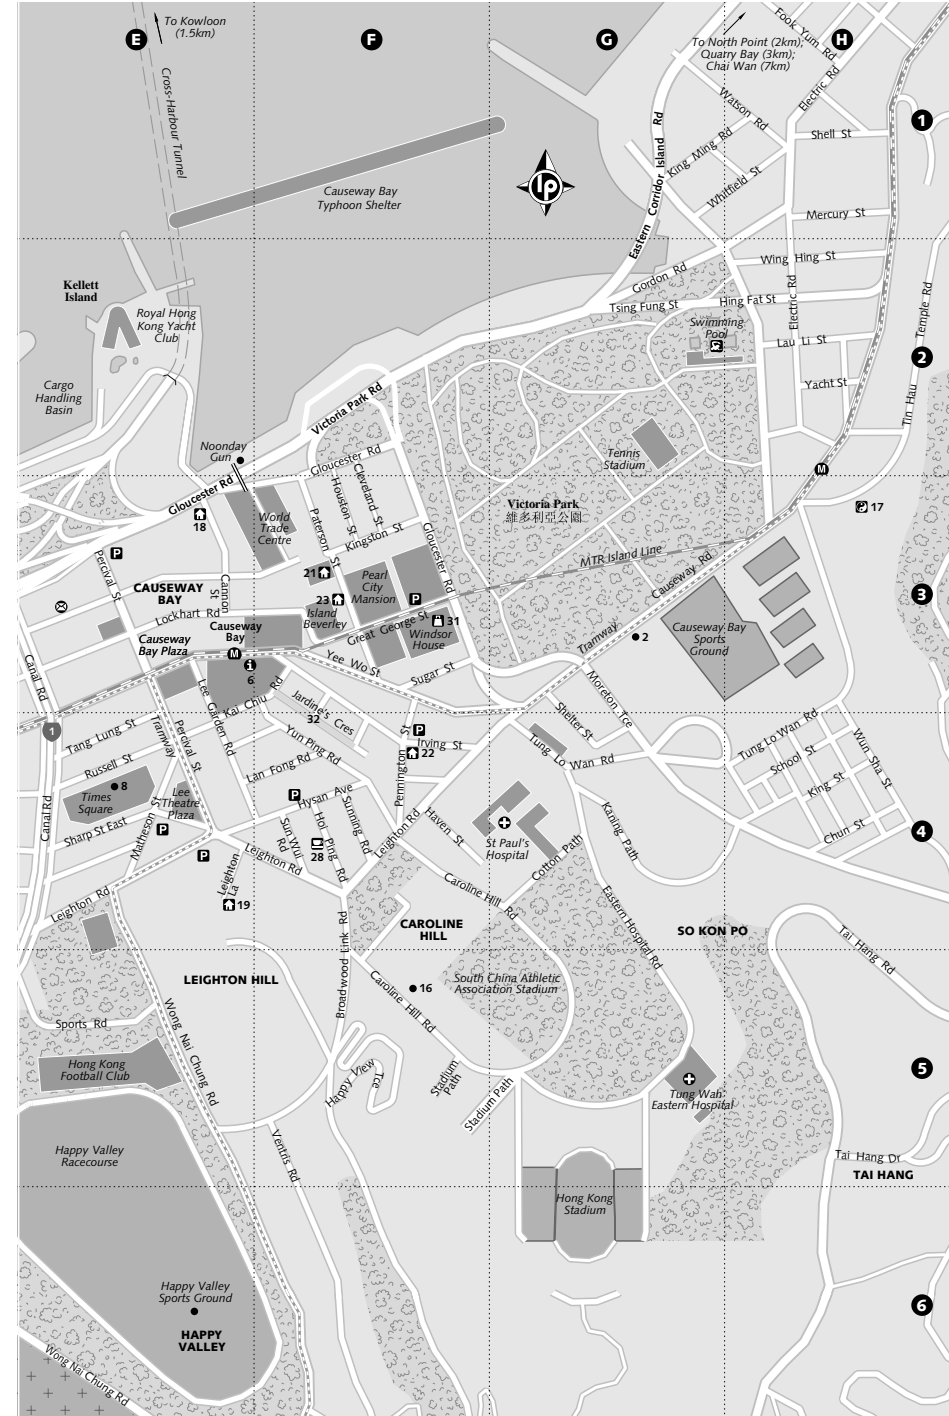 E
To Kowloon
(1.5km)
F
G
H
To North Point (2km);
Quarry Bay (3km);
Chai Wan (7km)
Fook Yum Rd
Electric Rd
Watson Rd
Cross-Harbour Tunnel
Eastern Corridor Island Rd
King Ming Rd
Whitfield St
Shell St
1
lp
Causeway Bay
Typhoon Shelter
Mercury St
Wing Hing St
Gordon Rd
Tsing Fung St
Hing Fat St
Electric Rd
Temple Rd
Tin Hau
Kellett
Island
Royal Hong
Kong Yacht
Club
Swimming
Pool
Lau Li St
2
Yacht St
Cargo
Handling
Basin
Victoria Park Rd
Noonday
Gun
Gloucester Rd
Gloucester Rd
Tennis
Stadium
M
18
World
Trade
Centre
Paterson St
Houston St
Cleveland St
Kingston St
Gloucester Rd
Victoria Park
維多利亞公園
17
P
Percival St
MTR Island Line
Causeway Rd
CAUSEWAY
BAY
Cannon St
21
23
Pearl
City
Mansion
P
3
Lockhart Rd
Island
Beverley
Great George St
31
Windsor
House
Causeway
Bay Plaza
Causeway
Bay
M
i
6
Yee Wo St
Sugar St
Tramway
2
Causeway Bay
Sports
Ground
Canal Rd
Lee Garden Rd
Kai Chiu Rd
Jardine's Cres
32
Moreton Tce
Shelter St
1
Tang Lung St
Tramway
Percival St
Yun Ping Rd
P
Irving St
22
Pennington St
Tung Lo Wan Rd
Tung Lo Wan Rd
School St
King St
Wun Sha St
Chun St
Russell St
8
Times
Square
Lee
Theatre
Plaza
Lan Fong Rd
P
Hysan Ave
Canal Rd
Sharp St East
Matheson St
P
P
Sun Wui Rd
Hoi Ping Rd
28
Sunning Rd
Leighton Rd
Haven St
St Paul's
Hospital
Cotton Path
Kaning Path
4
Leighton Rd
Leighton La
19
Leighton Rd
Caroline Hill Rd
Eastern Hospital Rd
CAROLINE
HILL
SO KON PO
Tai Hang Rd
Broadwood Link Rd
LEIGHTON HILL
16
South China Athletic
Association Stadium
Caroline Hill Rd
Sports Rd
Wong Nai Chung Rd
Hong Kong
Football Club
Happy View Tce
Stadium
Path
Stadium Path
Tung Wah
Eastern Hospital
5
Happy Valley
Racecourse
Ventris Rd
Tai Hang Dr
TAI HANG
Hong Kong
Stadium
Happy Valley
Sports Ground
HAPPY
VALLEY
6
Wong Nai Chung Rd